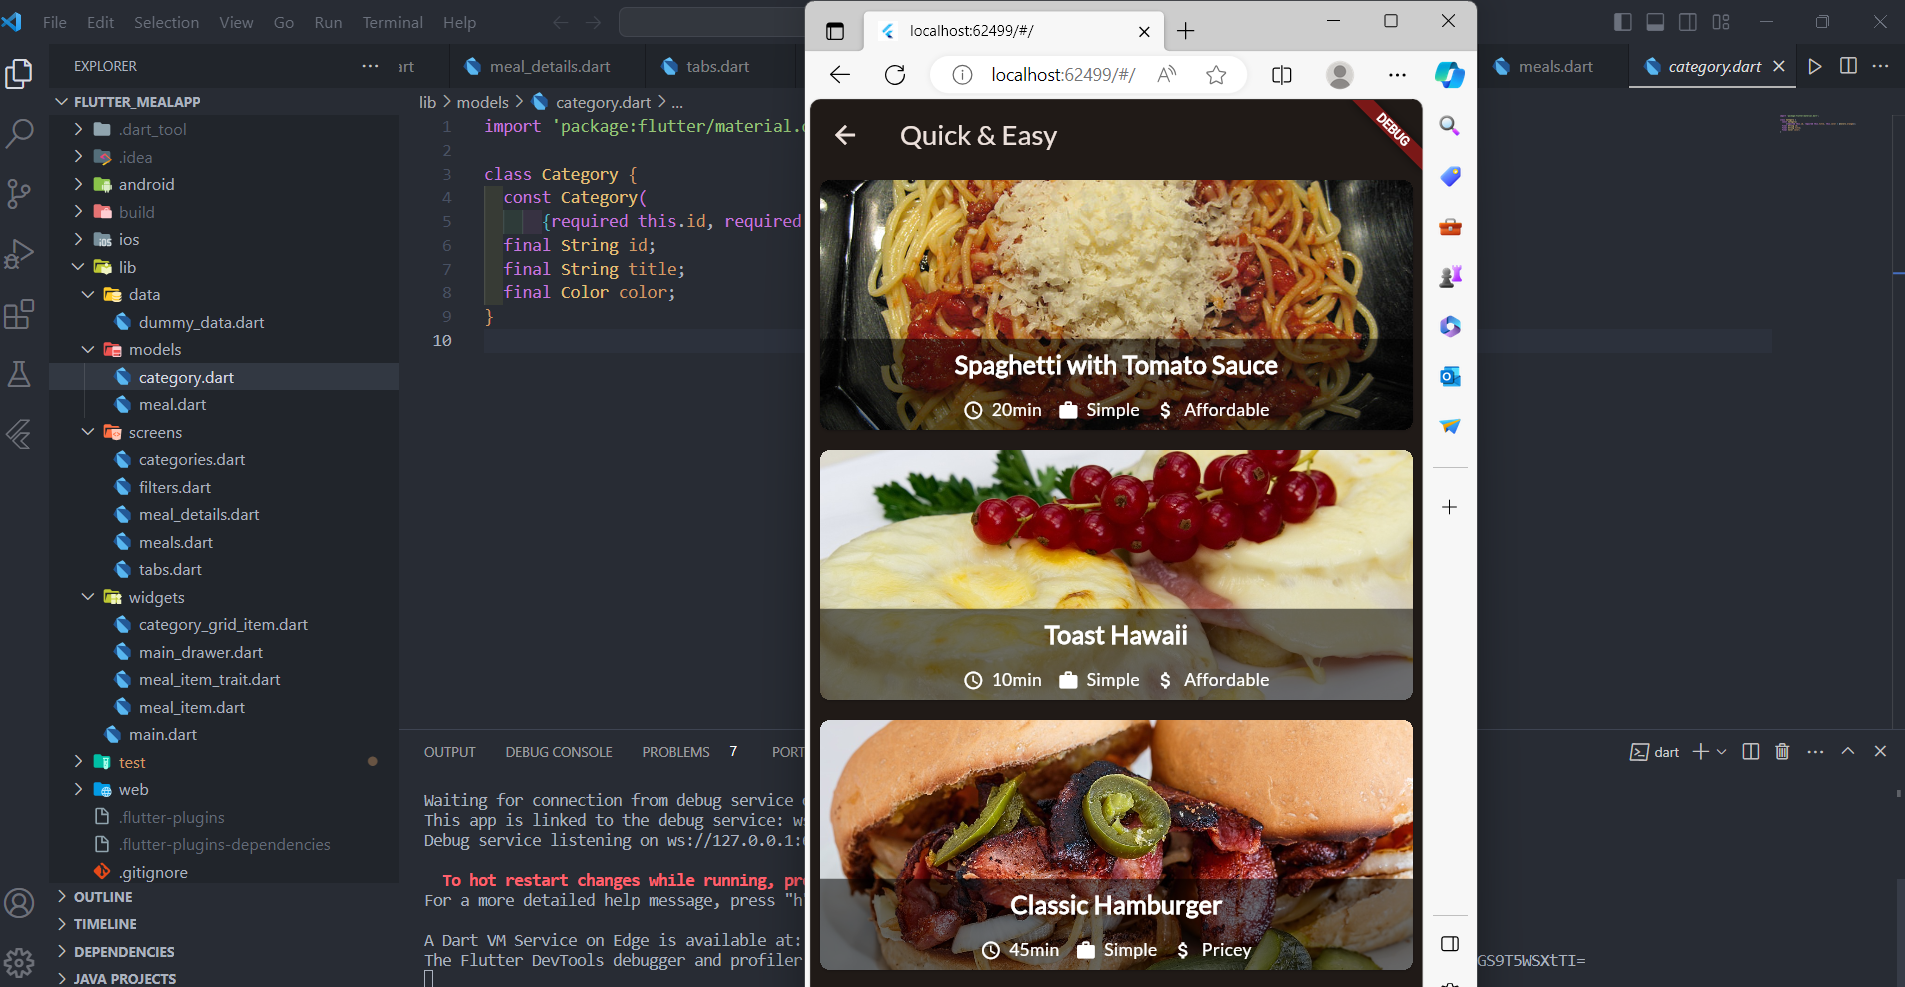 File Edit Selection View Go Run Terminal Help
EXPLORER
FLUTTER_MEALAPP
.dart_tool
.idea
android
build
ios
lib
data
dummy_data.dart
models
category.dart
meal.dart
screens
categories.dart
filters.dart
meal_details.dart
meals.dart
tabs.dart
widgets
category_grid_item.dart
main_drawer.dart
meal_item_trait.dart
meal_item.dart
main.dart
test
web
.flutter-plugins
.flutter-plugins-dependencies
.gitignore
OUTLINE
TIMELINE
DEPENDENCIES
JAVA PROJECTS
art meal_details.dart tabs.dart
meals.dart category.dart
lib > models > category.dart > ...
1 import 'package:flutter/material.
2
3 class Category {
4 const Category(
5 {required this.id, required
6 final String id;
7 final String title;
8 final Color color;
9 }
10
OUTPUT DEBUG CONSOLE PROBLEMS 7 PORT
dart
Waiting for connection from debug service
This app is linked to the debug service: ws
Debug service listening on ws://127.0.0.1:
To hot restart changes while running, pr
For a more detailed help message, press "h
A Dart VM Service on Edge is available at:
The Flutter DevTools debugger and profiler
GS9T5WSXtTI=
localhost:62499/#/
localhost:62499/#/
Quick & Easy
DEBUG
Spaghetti with Tomato Sauce
20min Simple $ Affordable
Toast Hawaii
10min Simple $ Affordable
Classic Hamburger
45min Simple $ Pricey